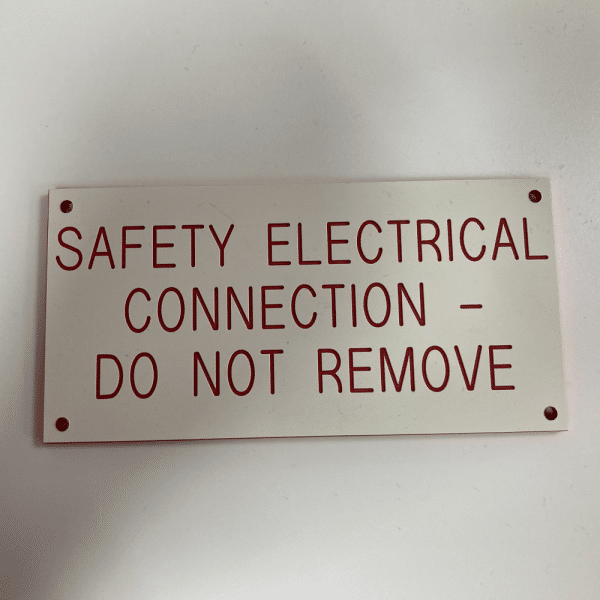 SAFETY ELECTRICAL
CONNECTION -
DO NOT REMOVE